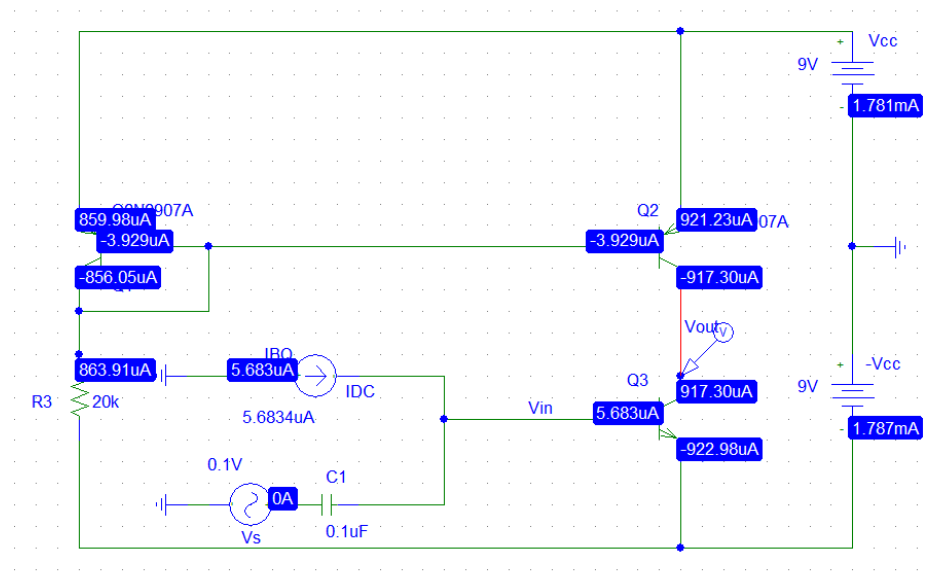 +
Vcc
9V
-
1.781mA
859.98uA
-3.929uA
-856.05uA
Q2
921.23uA
07A
-3.929uA
-917.30uA
Vout
V
+
-Vcc
9V
-
1.787mA
863.91uA
R3
20k
5.683uA
IDC
5.6834uA
Q3
917.30uA
Vin
5.683uA
-922.98uA
0.1V
0A
C1
Vs
0.1uF